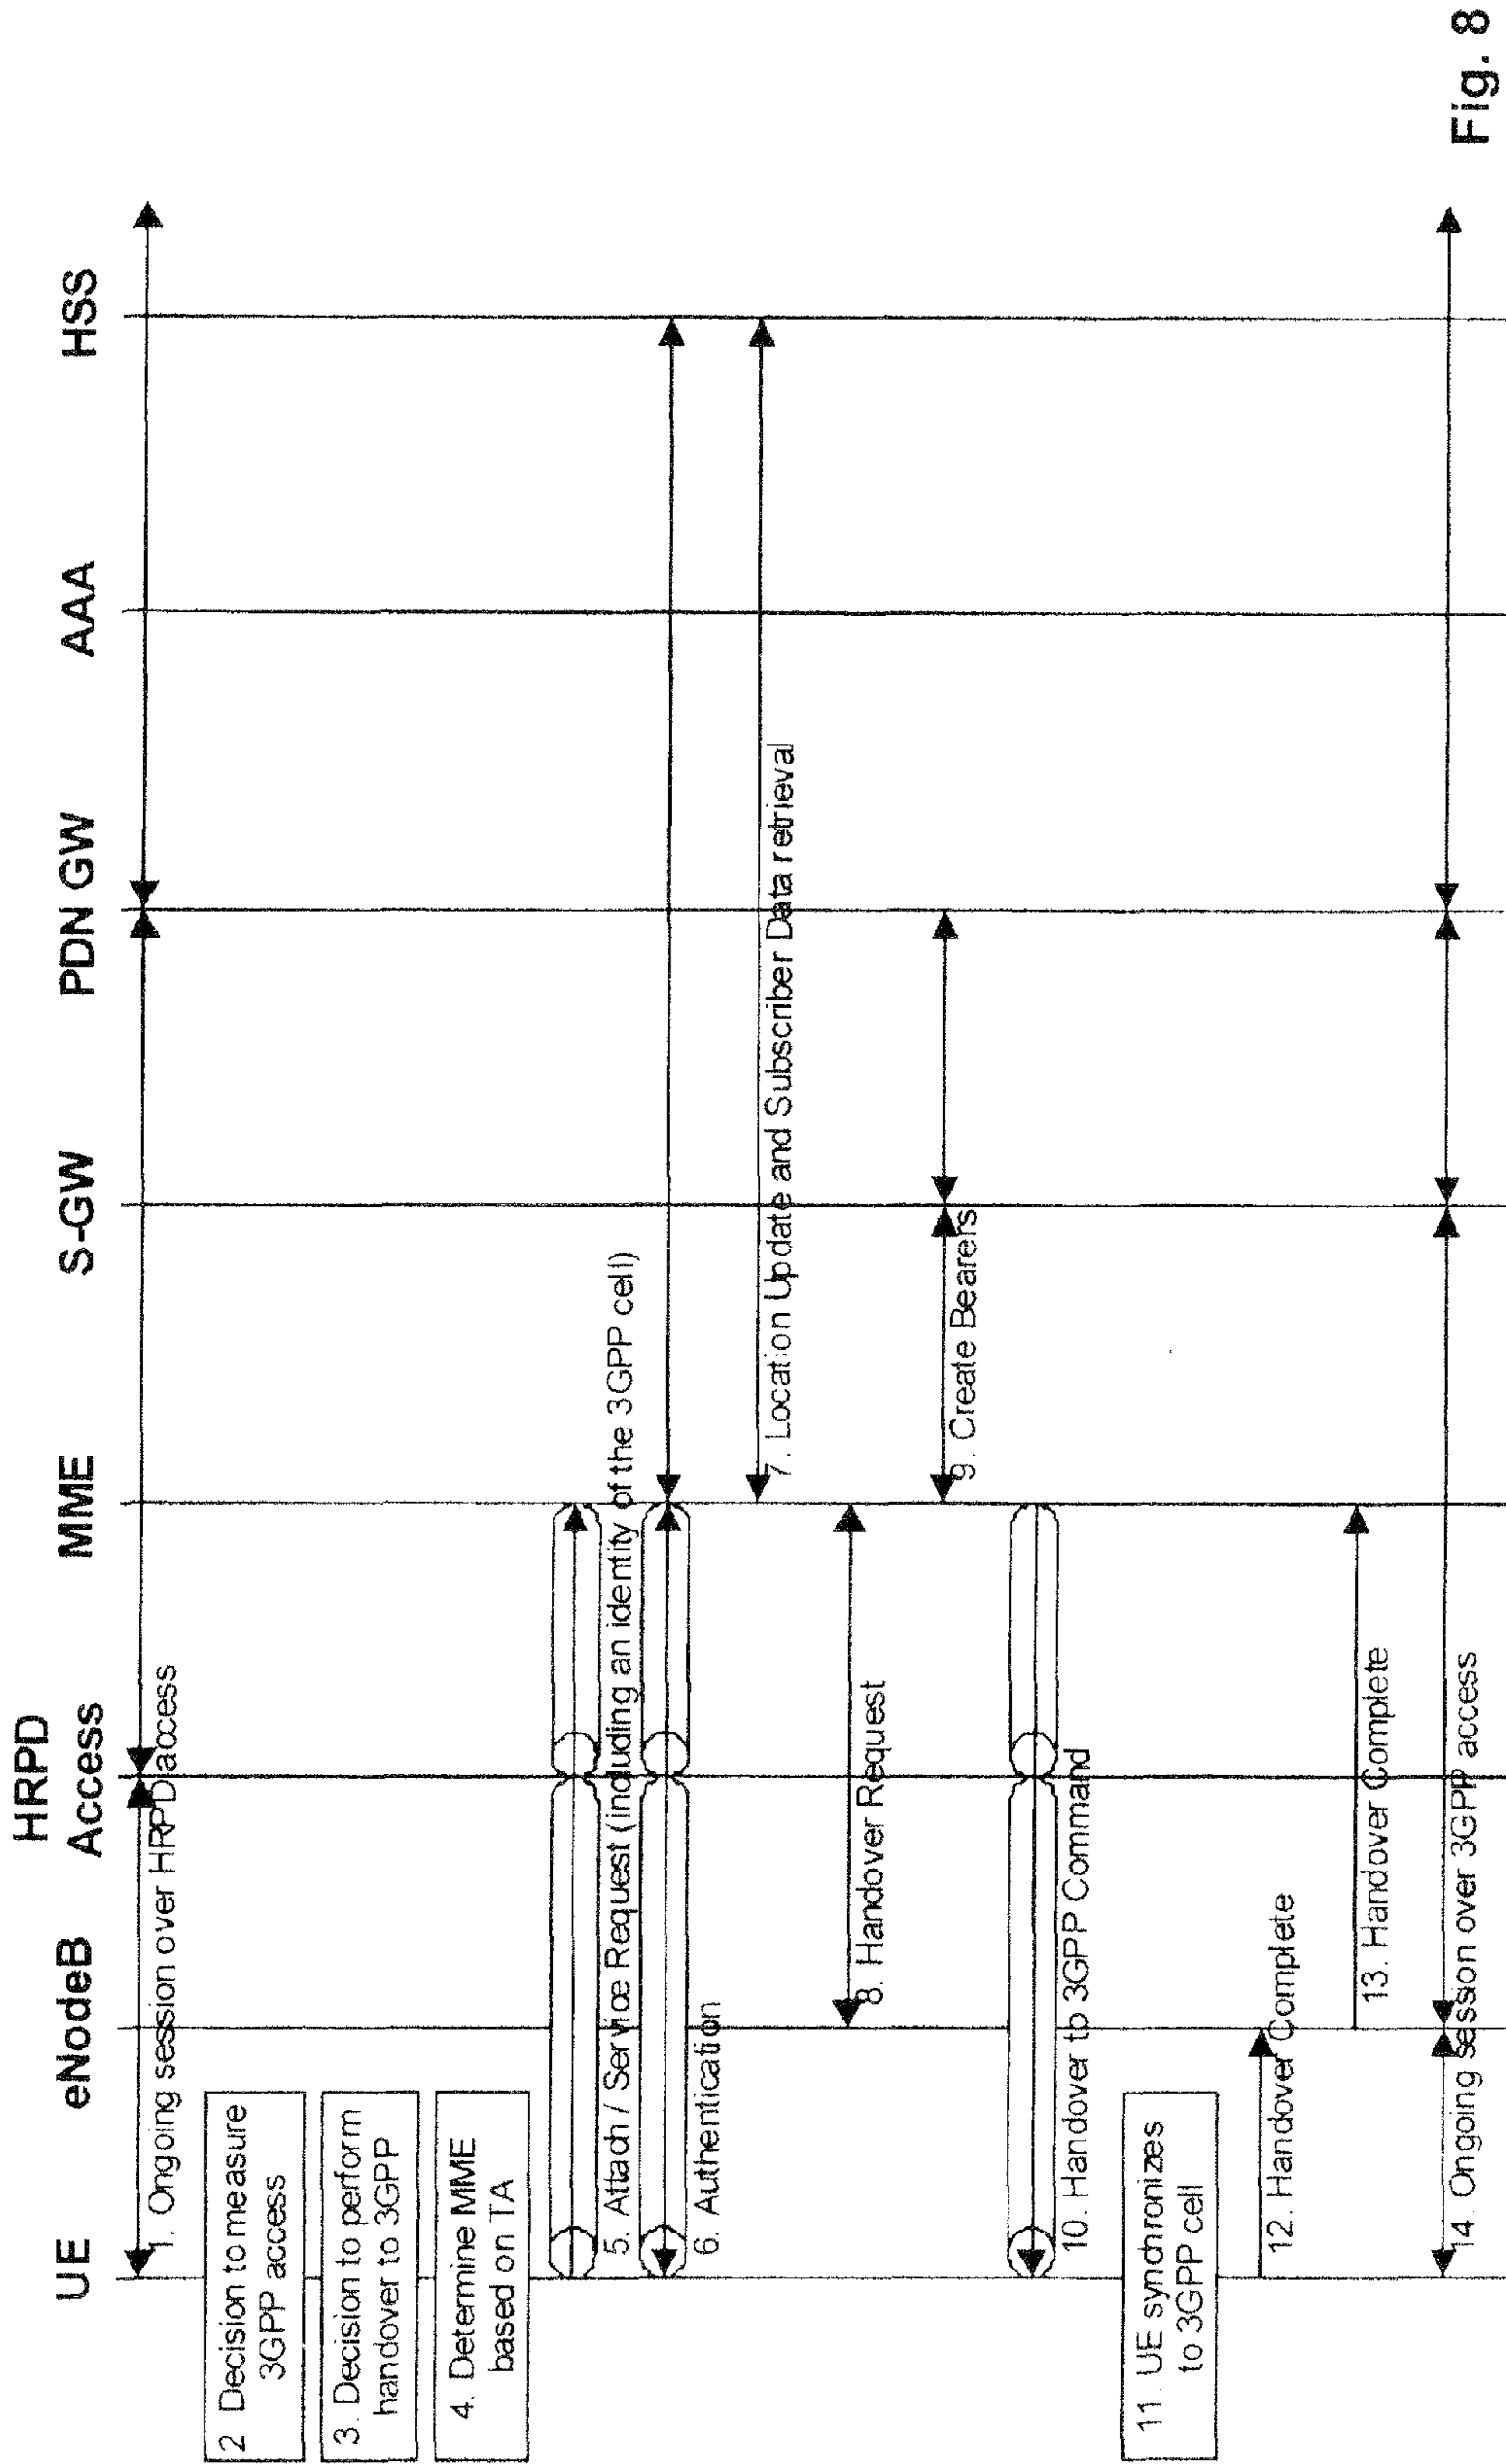 UE
eNodeB
HRPD
Access
MME
S-GW
PDN GW
AAA
HSS
1. Ongoing session over HRPD access
2 Decision to measure
3GPP access
3. Decision to perform
handover to 3GPP
4. Determine MME
based on TA
5. Attach / Service Request (including an identity of the 3GPP cell)
6. Authentication
7. Location Update and Subscriber Data retrieval
8. Handover Request
9. Create Bearers
10. Handover to 3GPP Command
11. UE synchronizes
to 3GPP cell
12. Handover Complete
13. Handover Complete
14. Ongoing session over 3GPP access
Fig. 8